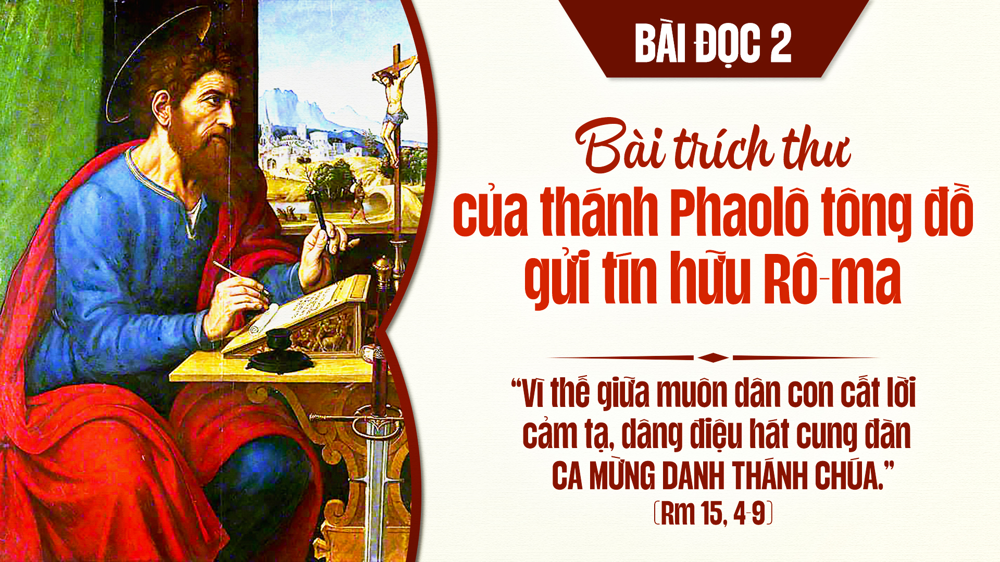 BÀI ĐỌC 2
Bài trích thư
của thánh Phaolô tông đồ
gửi tín hữu Rô-ma
“Vì thế giữa muôn dân con cất lời
cảm tạ, dâng điệu hát cung đàn
CA MỪNG DANH THÁNH CHÚA.”
(Rm 15, 4-9)